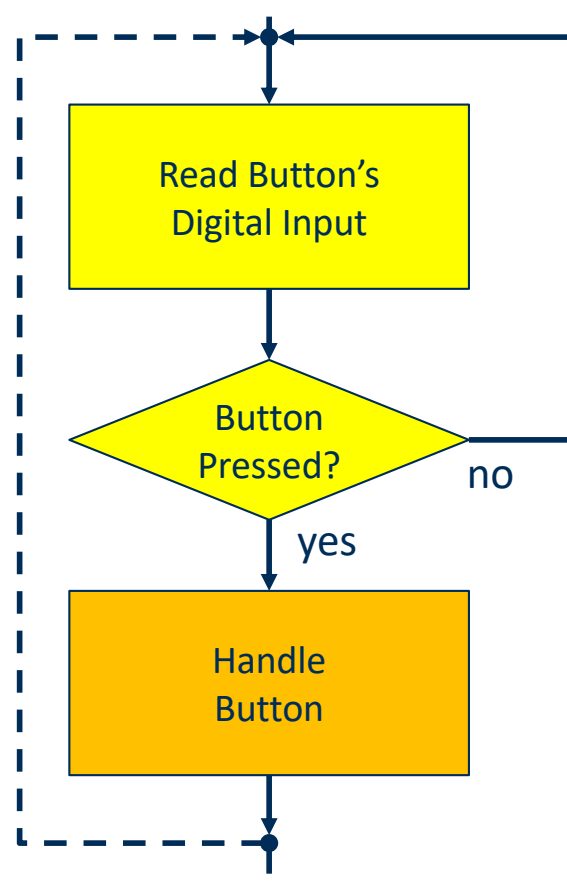 Read Button’s
Digital Input
Button
Pressed?
no
yes
Handle
Button